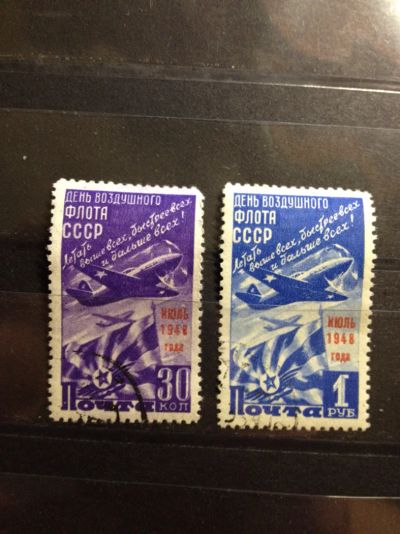 ДЕНЬ ВОЗДУШНОГО
ФЛОТА
СССР
Летать
выше всех, быстрее всех
и дальше всех!
ИЮЛЬ
1948
года
Почта
30
КОП
ДЕНЬ ВОЗДУШНОГО
ФЛОТА
СССР
Летать
выше всех, быстрее всех
и дальше всех!
ИЮЛЬ
1948
года
Почта
1
РУБ